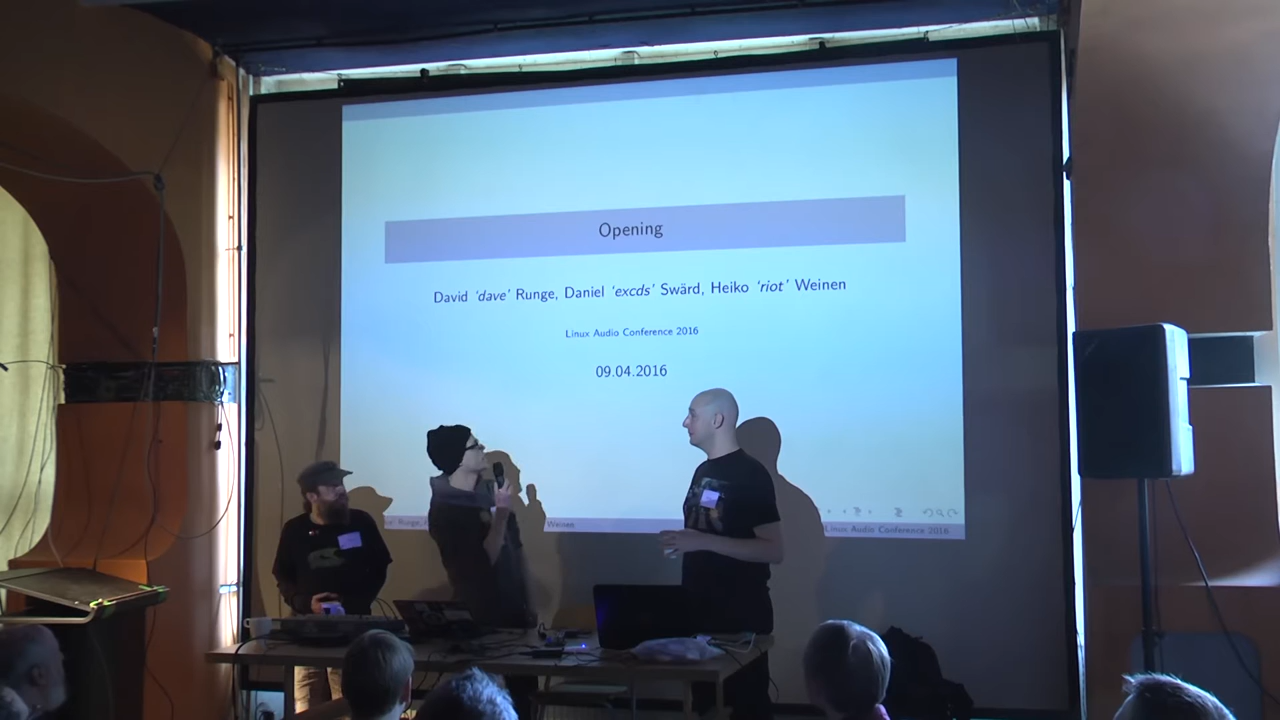 Opening
David 'dave' Runge, Daniel 'excds' Swärd, Heiko 'riot' Weinen
Linux Audio Conference 2016
09.04.2016
Runge,
Weinen
Linux Audio Conference 2016